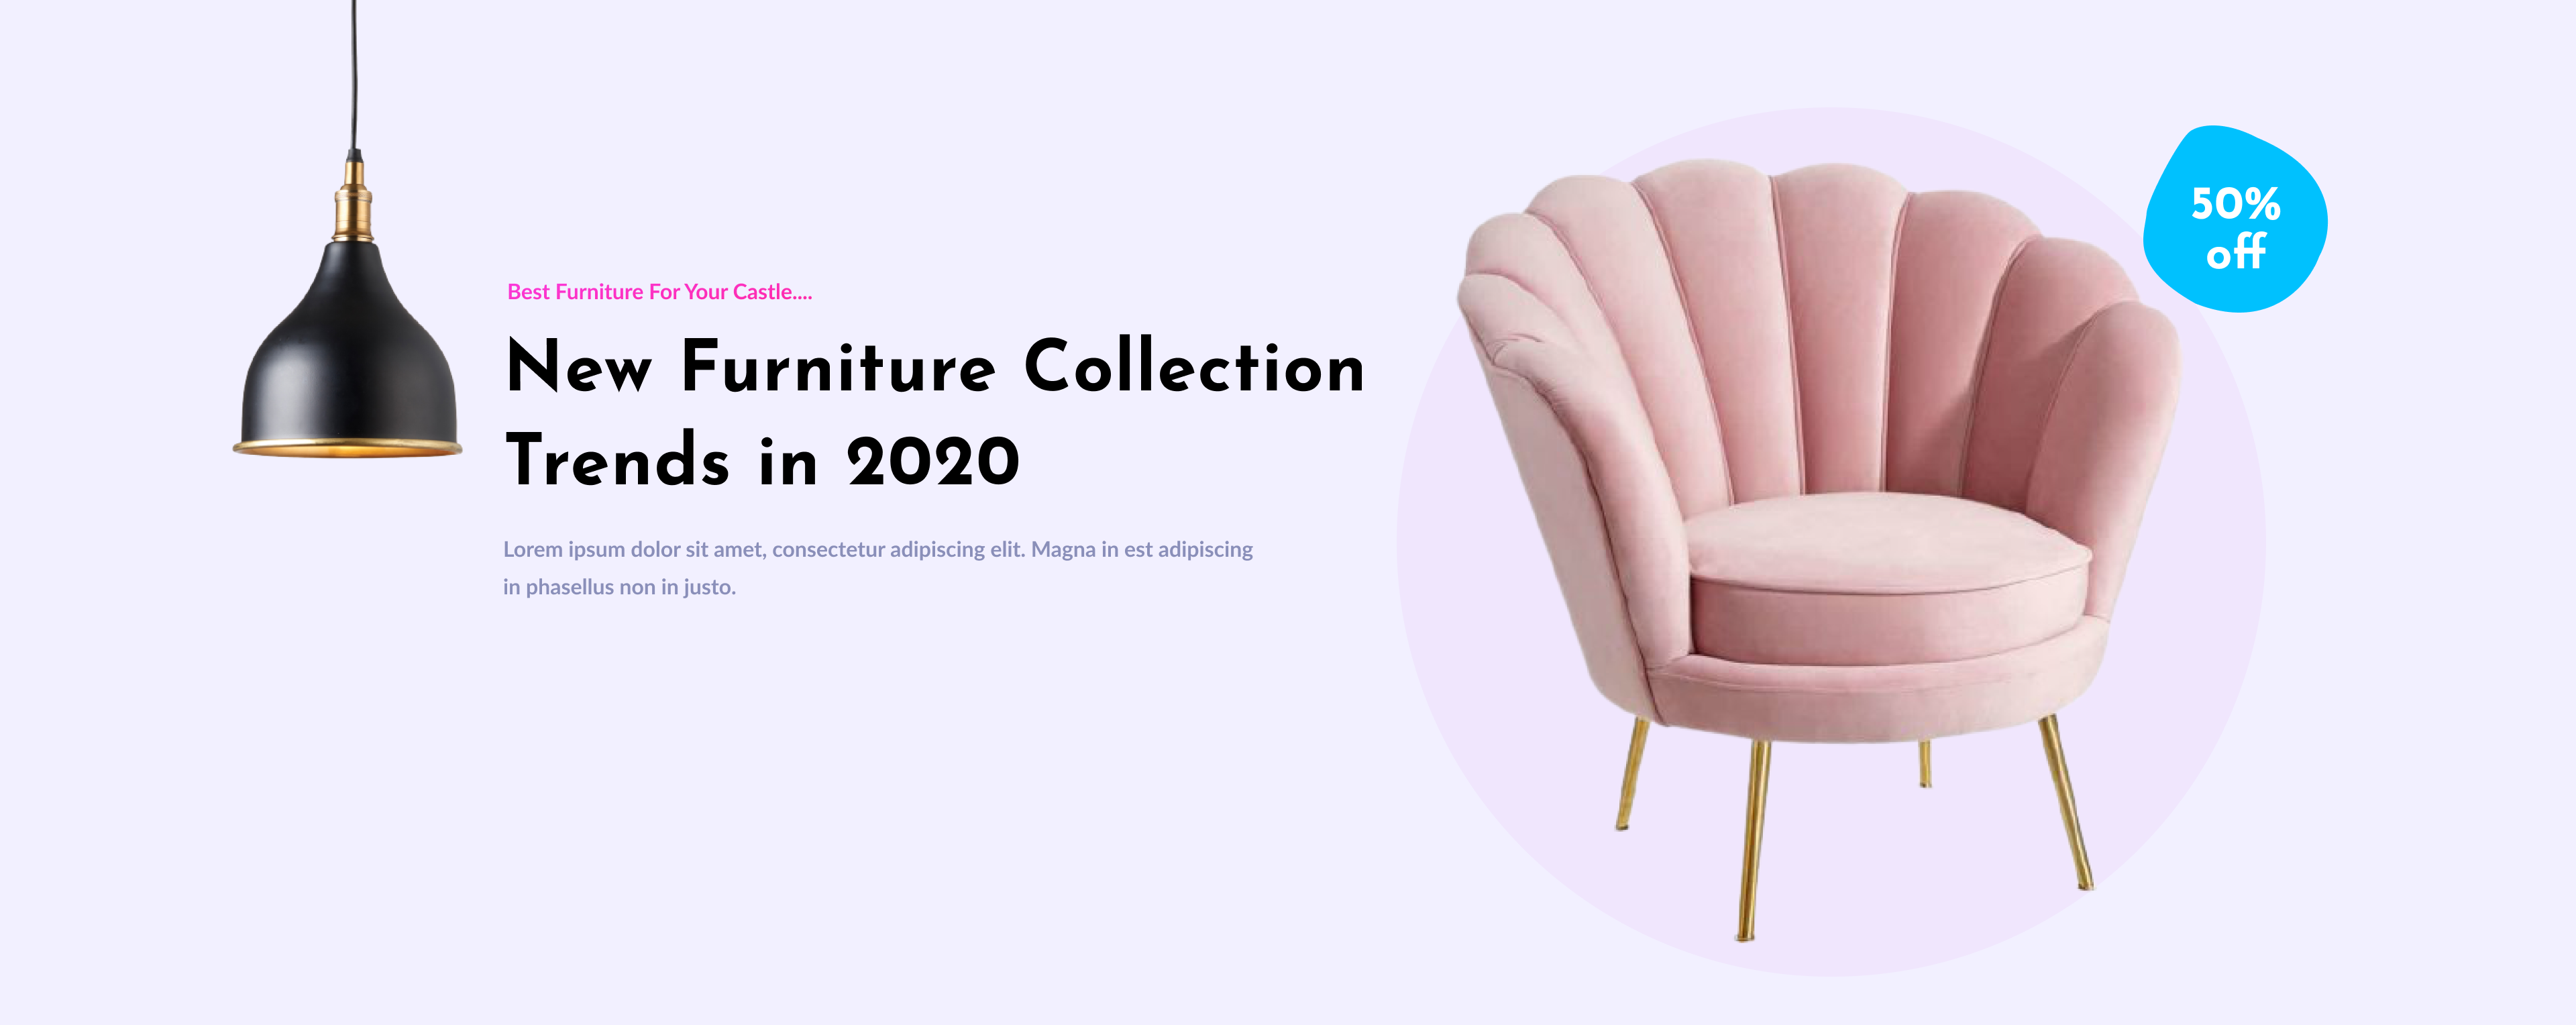 Best Furniture For Your Castle....
New Furniture Collection
Trends in 2020
Lorem ipsum dolor sit amet, consectetur adipiscing elit. Magna in est adipiscing
in phasellus non in justo.
50%
off